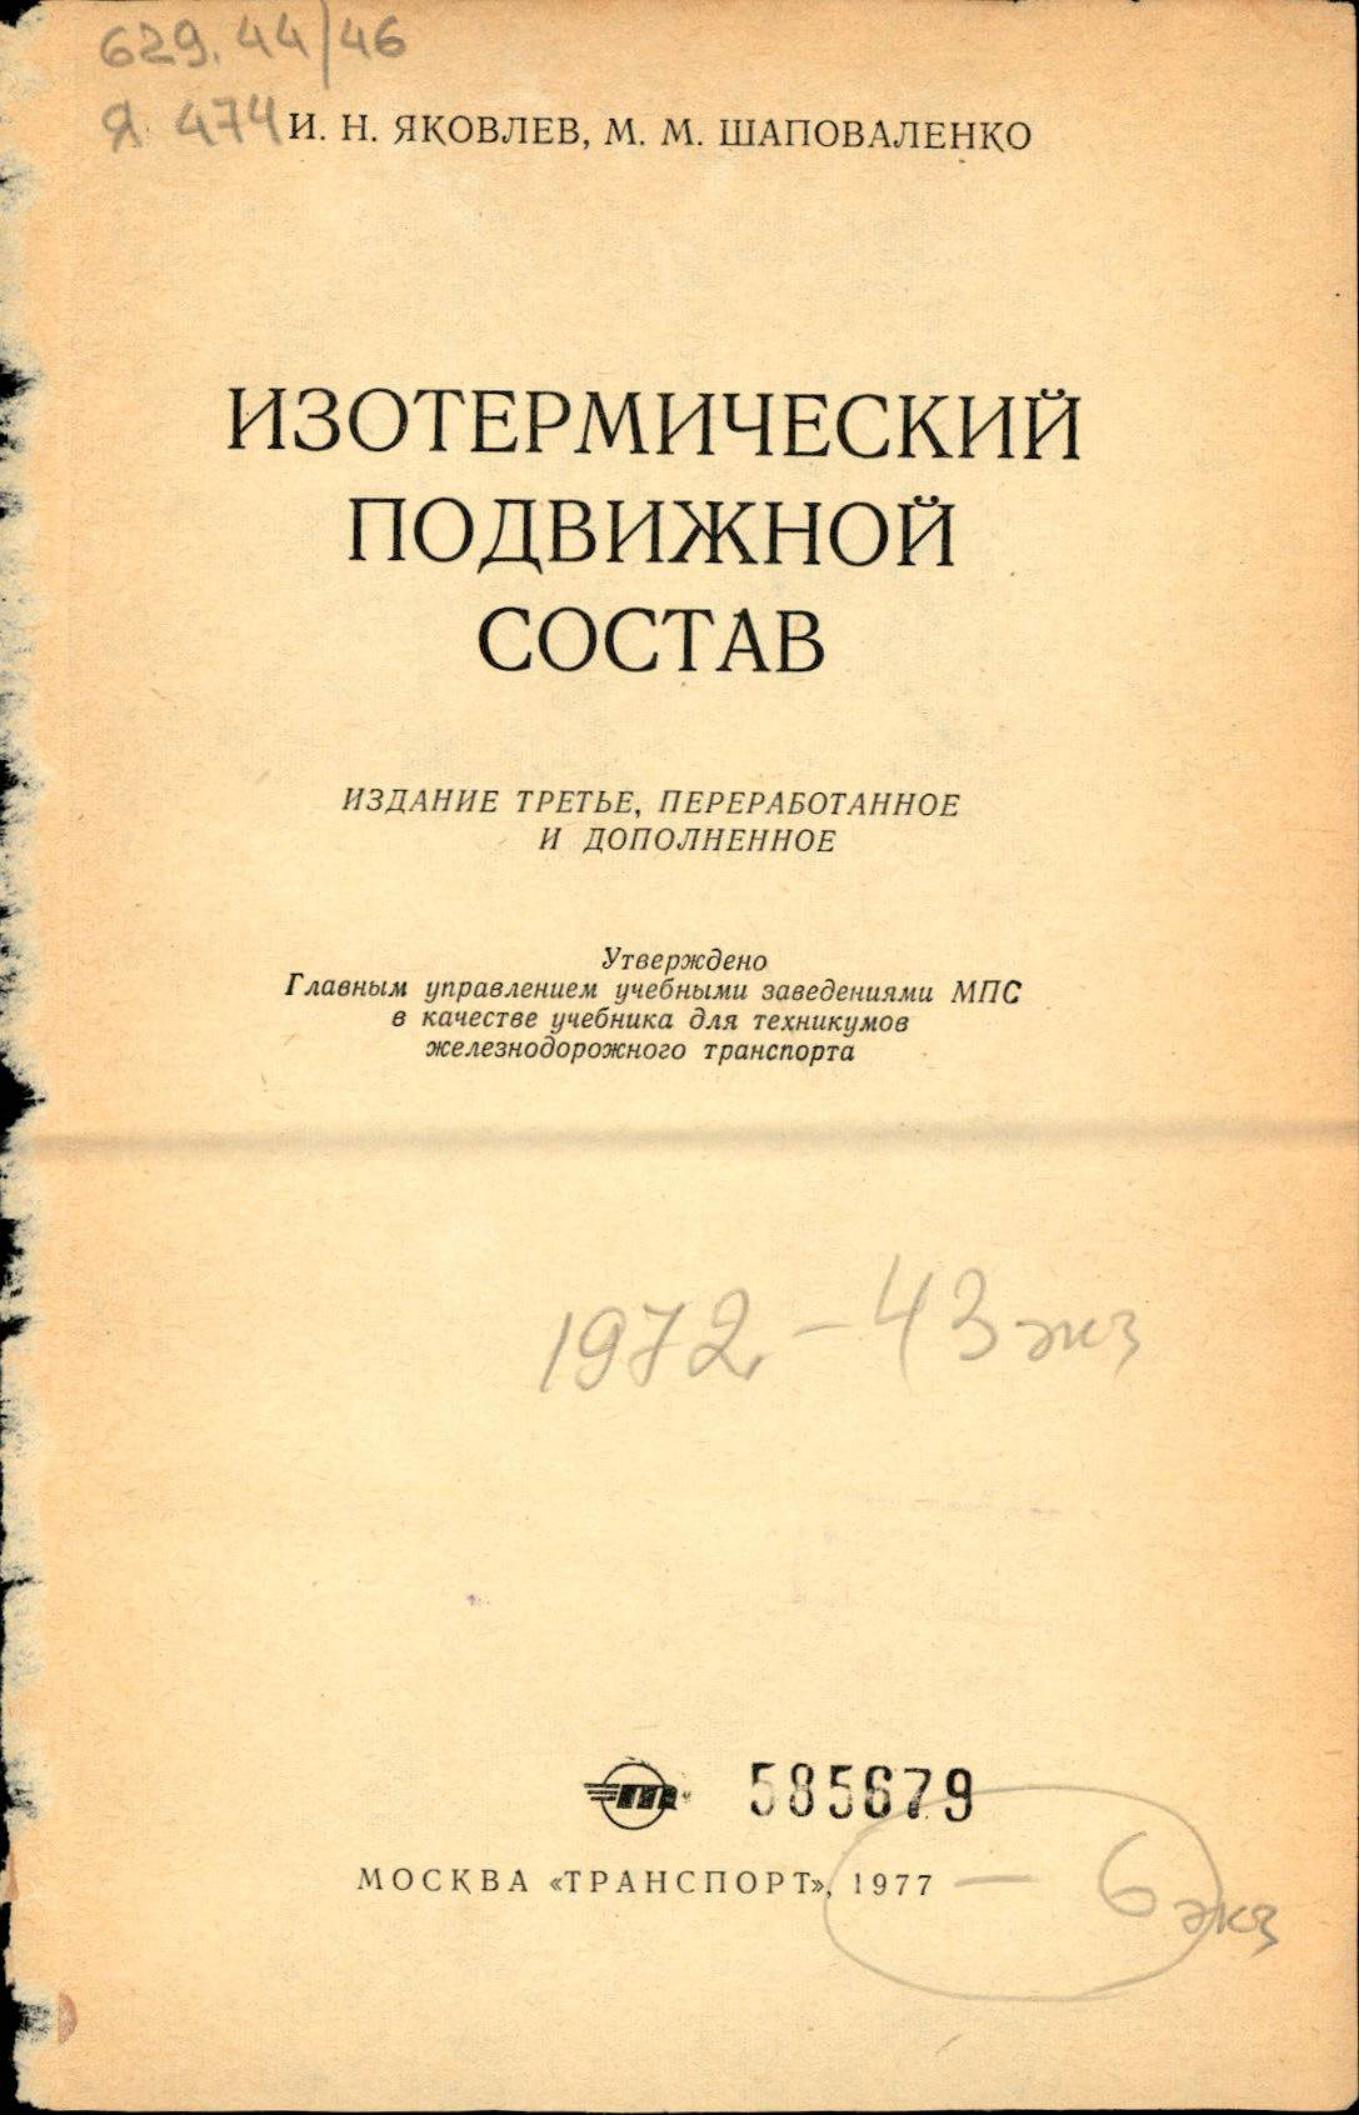 629.44/46
Я 474
И. Н. ЯКОВЛЕВ, М. М. ШАПОВАЛЕНКО
ИЗОТЕРМИЧЕСКИЙ
ПОДВИЖНОЙ
СОСТАВ
ИЗДАНИЕ ТРЕТЬЕ, ПЕРЕРАБОТАННОЕ
И ДОПОЛНЕННОЕ
Утверждено
Главным управлением учебными заведениями МПС
в качестве учебника для техникумов
железнодорожного транспорта
1972 – 43 экз
585679
МОСКВА «ТРАНСПОРТ», 1977 — 6 экз